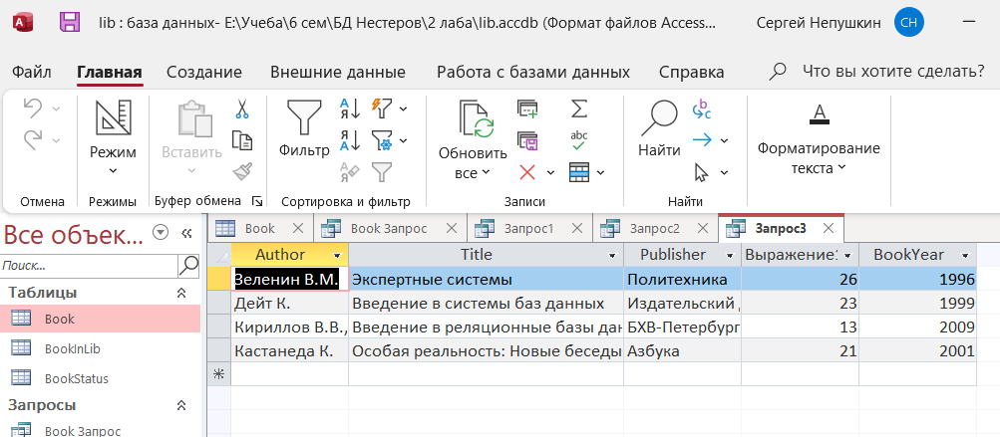 lib : база данных- E:\Учеба\6 сем\БД Нестеров\2 лаба\lib.accdb (Формат файлов Access...
Сергей Непушкин
СН
Файл Главная Создание Внешние данные Работа с базами данных Справка Что вы хотите сделать?
Режим
Вставить
Фильтр
Обновить все
Найти
Форматирование текста
Отмена Режимы Буфер обмена Сортировка и фильтр Записи Найти
Все объек...
Поиск...
Таблицы
Book
BookInLib
BookStatus
Запросы
Book Запрос
Book Book Запрос Запрос1 Запрос2 Запрос3
Author Title Publisher Выражение1 BookYear
Зеленин В.М. Экспертные системы Политехника 26 1996
Дейт К. Введение в системы баз данных Издательский 23 1999
Кириллов В.В., Введение в реляционные базы дан БХВ-Петербург 13 2009
Кастанеда К. Особая реальность: Новые беседы Азбука 21 2001